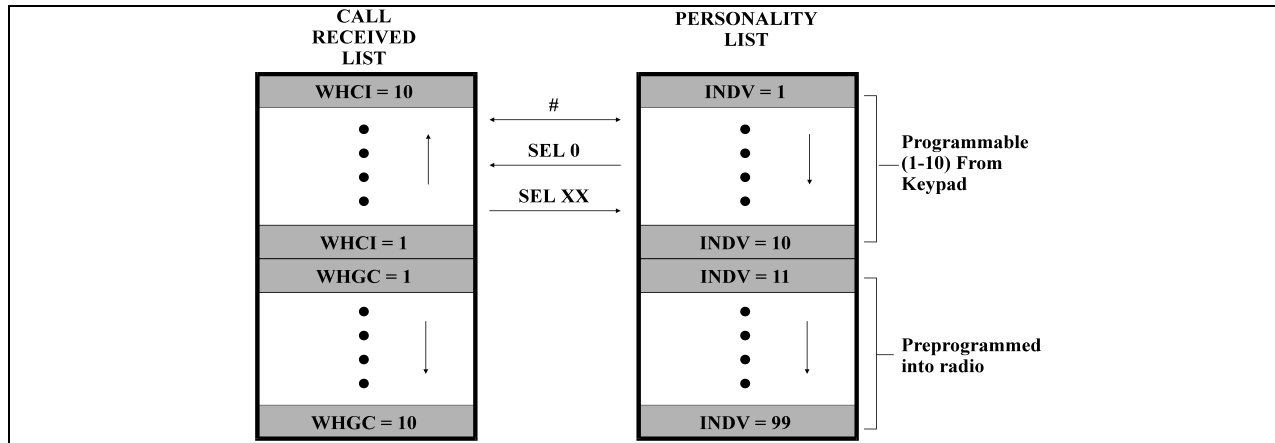 CALL
RECEIVED
LIST
PERSONALITY
LIST
WHCI = 10
INDV = 1
#
SEL 0
SEL XX
Programmable
(1-10) From
Keypad
WHCI = 1
INDV = 10
WHGC = 1
INDV = 11
Preprogrammed
into radio
WHGC = 10
INDV = 99